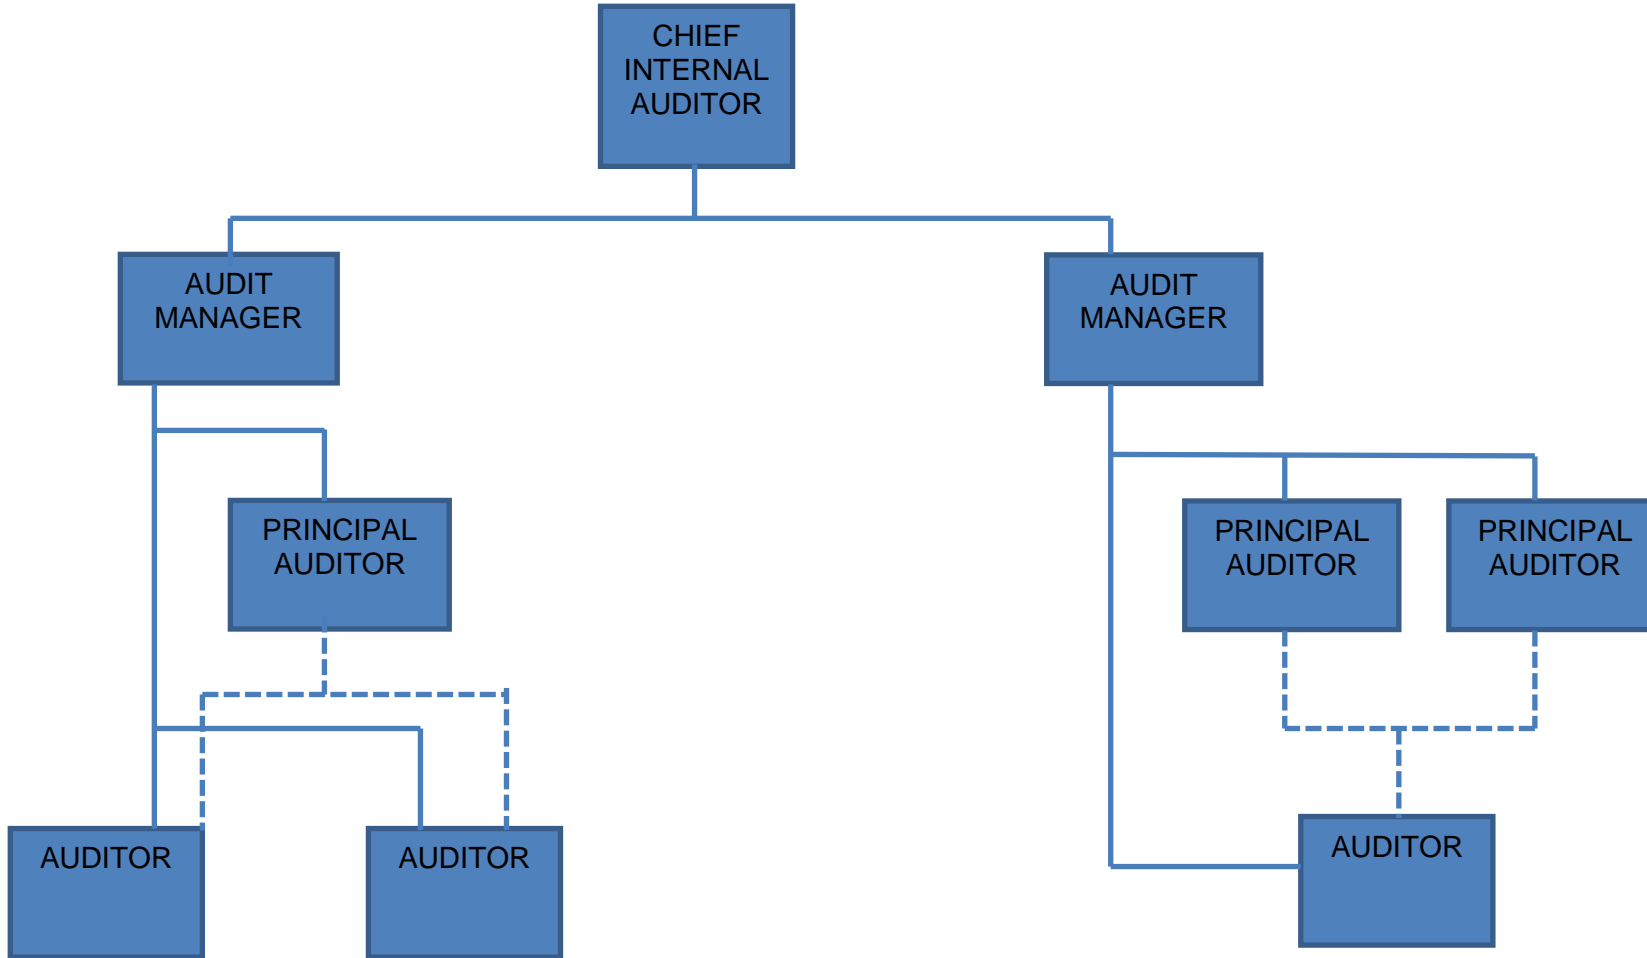 CHIEF
INTERNAL
AUDITOR
AUDIT
MANAGER
AUDIT
MANAGER
PRINCIPAL
AUDITOR
PRINCIPAL
AUDITOR
PRINCIPAL
AUDITOR
AUDITOR
AUDITOR
AUDITOR